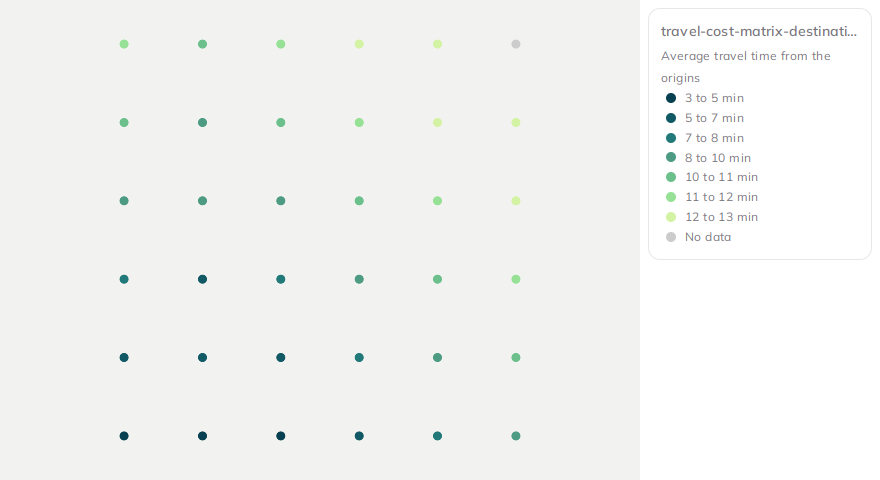 travel-cost-matrix-destinati...
Average travel time from the
origins
3 to 5 min
5 to 7 min
7 to 8 min
8 to 10 min
10 to 11 min
11 to 12 min
12 to 13 min
No data